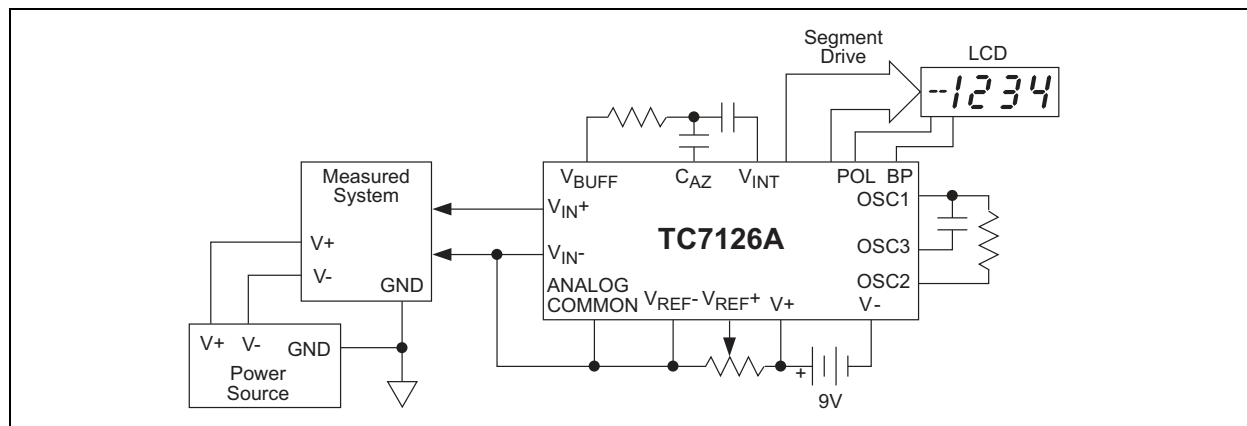 Segment
Drive
LCD
--1234
Measured
System
V+
V-
GND
V+
V-
GND
Power
Source
VBUFF
CAZ
VINT
POL
BP
VIN+
VIN-
TC7126A
OSC1
OSC3
OSC2
ANALOG
COMMON
VREF-
VREF+
V+
V-
+
9V